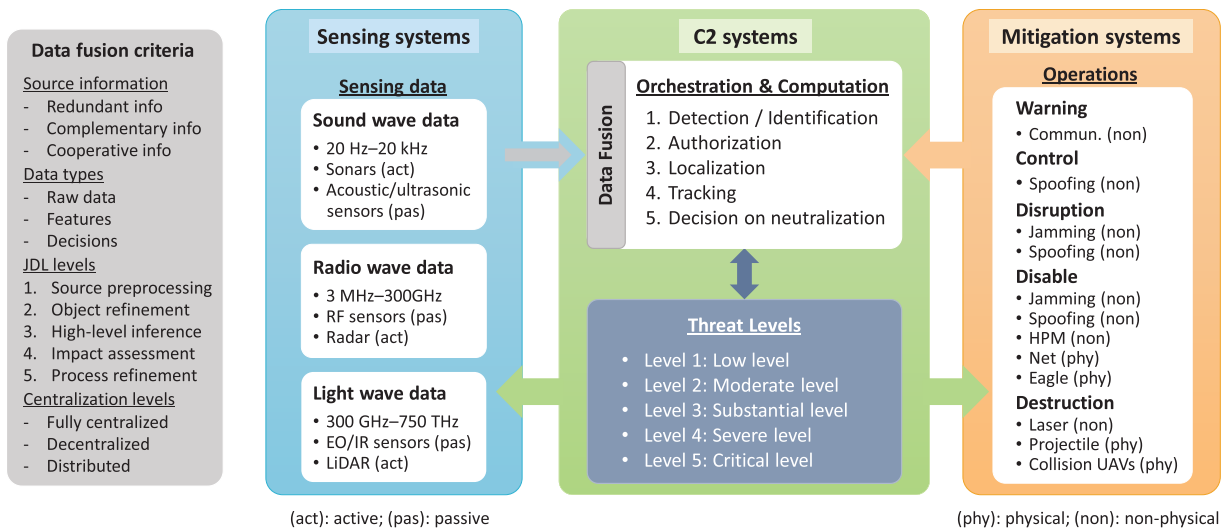 Data fusion criteria
Source information
- Redundant info
- Complementary info
- Cooperative info
Data types
- Raw data
- Features
- Decisions
JDL levels
1. Source preprocessing
2. Object refinement
3. High-level inference
4. Impact assessment
5. Process refinement
Centralization levels
- Fully centralized
- Decentralized
- Distributed
Sensing systems
Sensing data
Sound wave data
• 20 Hz–20 kHz
• Sonars (act)
• Acoustic/ultrasonic
sensors (pas)
Radio wave data
• 3 MHz–300GHz
• RF sensors (pas)
• Radar (act)
Light wave data
• 300 GHz–750 THz
• EO/IR sensors (pas)
• LiDAR (act)
(act): active; (pas): passive
C2 systems
Data Fusion
Orchestration & Computation
1. Detection / Identification
2. Authorization
3. Localization
4. Tracking
5. Decision on neutralization
Threat Levels
• Level 1: Low level
• Level 2: Moderate level
• Level 3: Substantial level
• Level 4: Severe level
• Level 5: Critical level
Mitigation systems
Operations
Warning
• Commun. (non)
Control
• Spoofing (non)
Disruption
• Jamming (non)
• Spoofing (non)
Disable
• Jamming (non)
• Spoofing (non)
• HPM (non)
• Net (phy)
• Eagle (phy)
Destruction
• Laser (non)
• Projectile (phy)
• Collision UAVs (phy)
(phy): physical; (non): non-physical